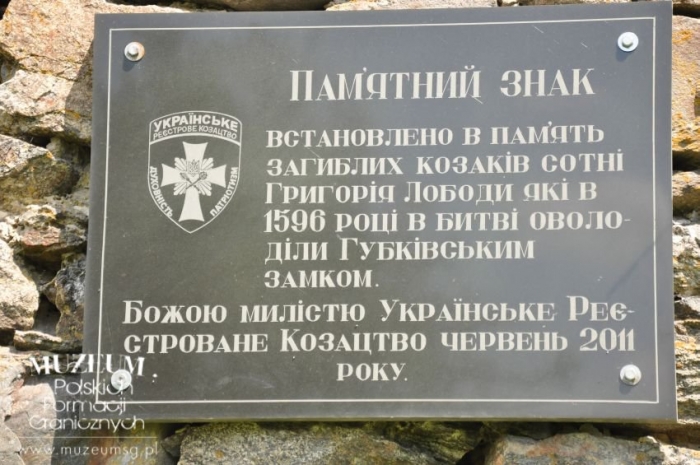 Пам'ятний знак
УКРАЇНСЬКЕ
РЕЄСТРОВЕ КОЗАЦТВО
ДУХОВНІСТЬ
ПАТРІОТИЗМ
встановлено в память
загиблих козаків сотні
Григорія Лободи які в
1596 році в битві оволо-
діли Губківським
замком.
Божою милістю Українське Реє-
строване Козацтво червень 2011
року.
MUZEUM
Polskich
Formacji
Granicznych
www.muzeumsg.pl